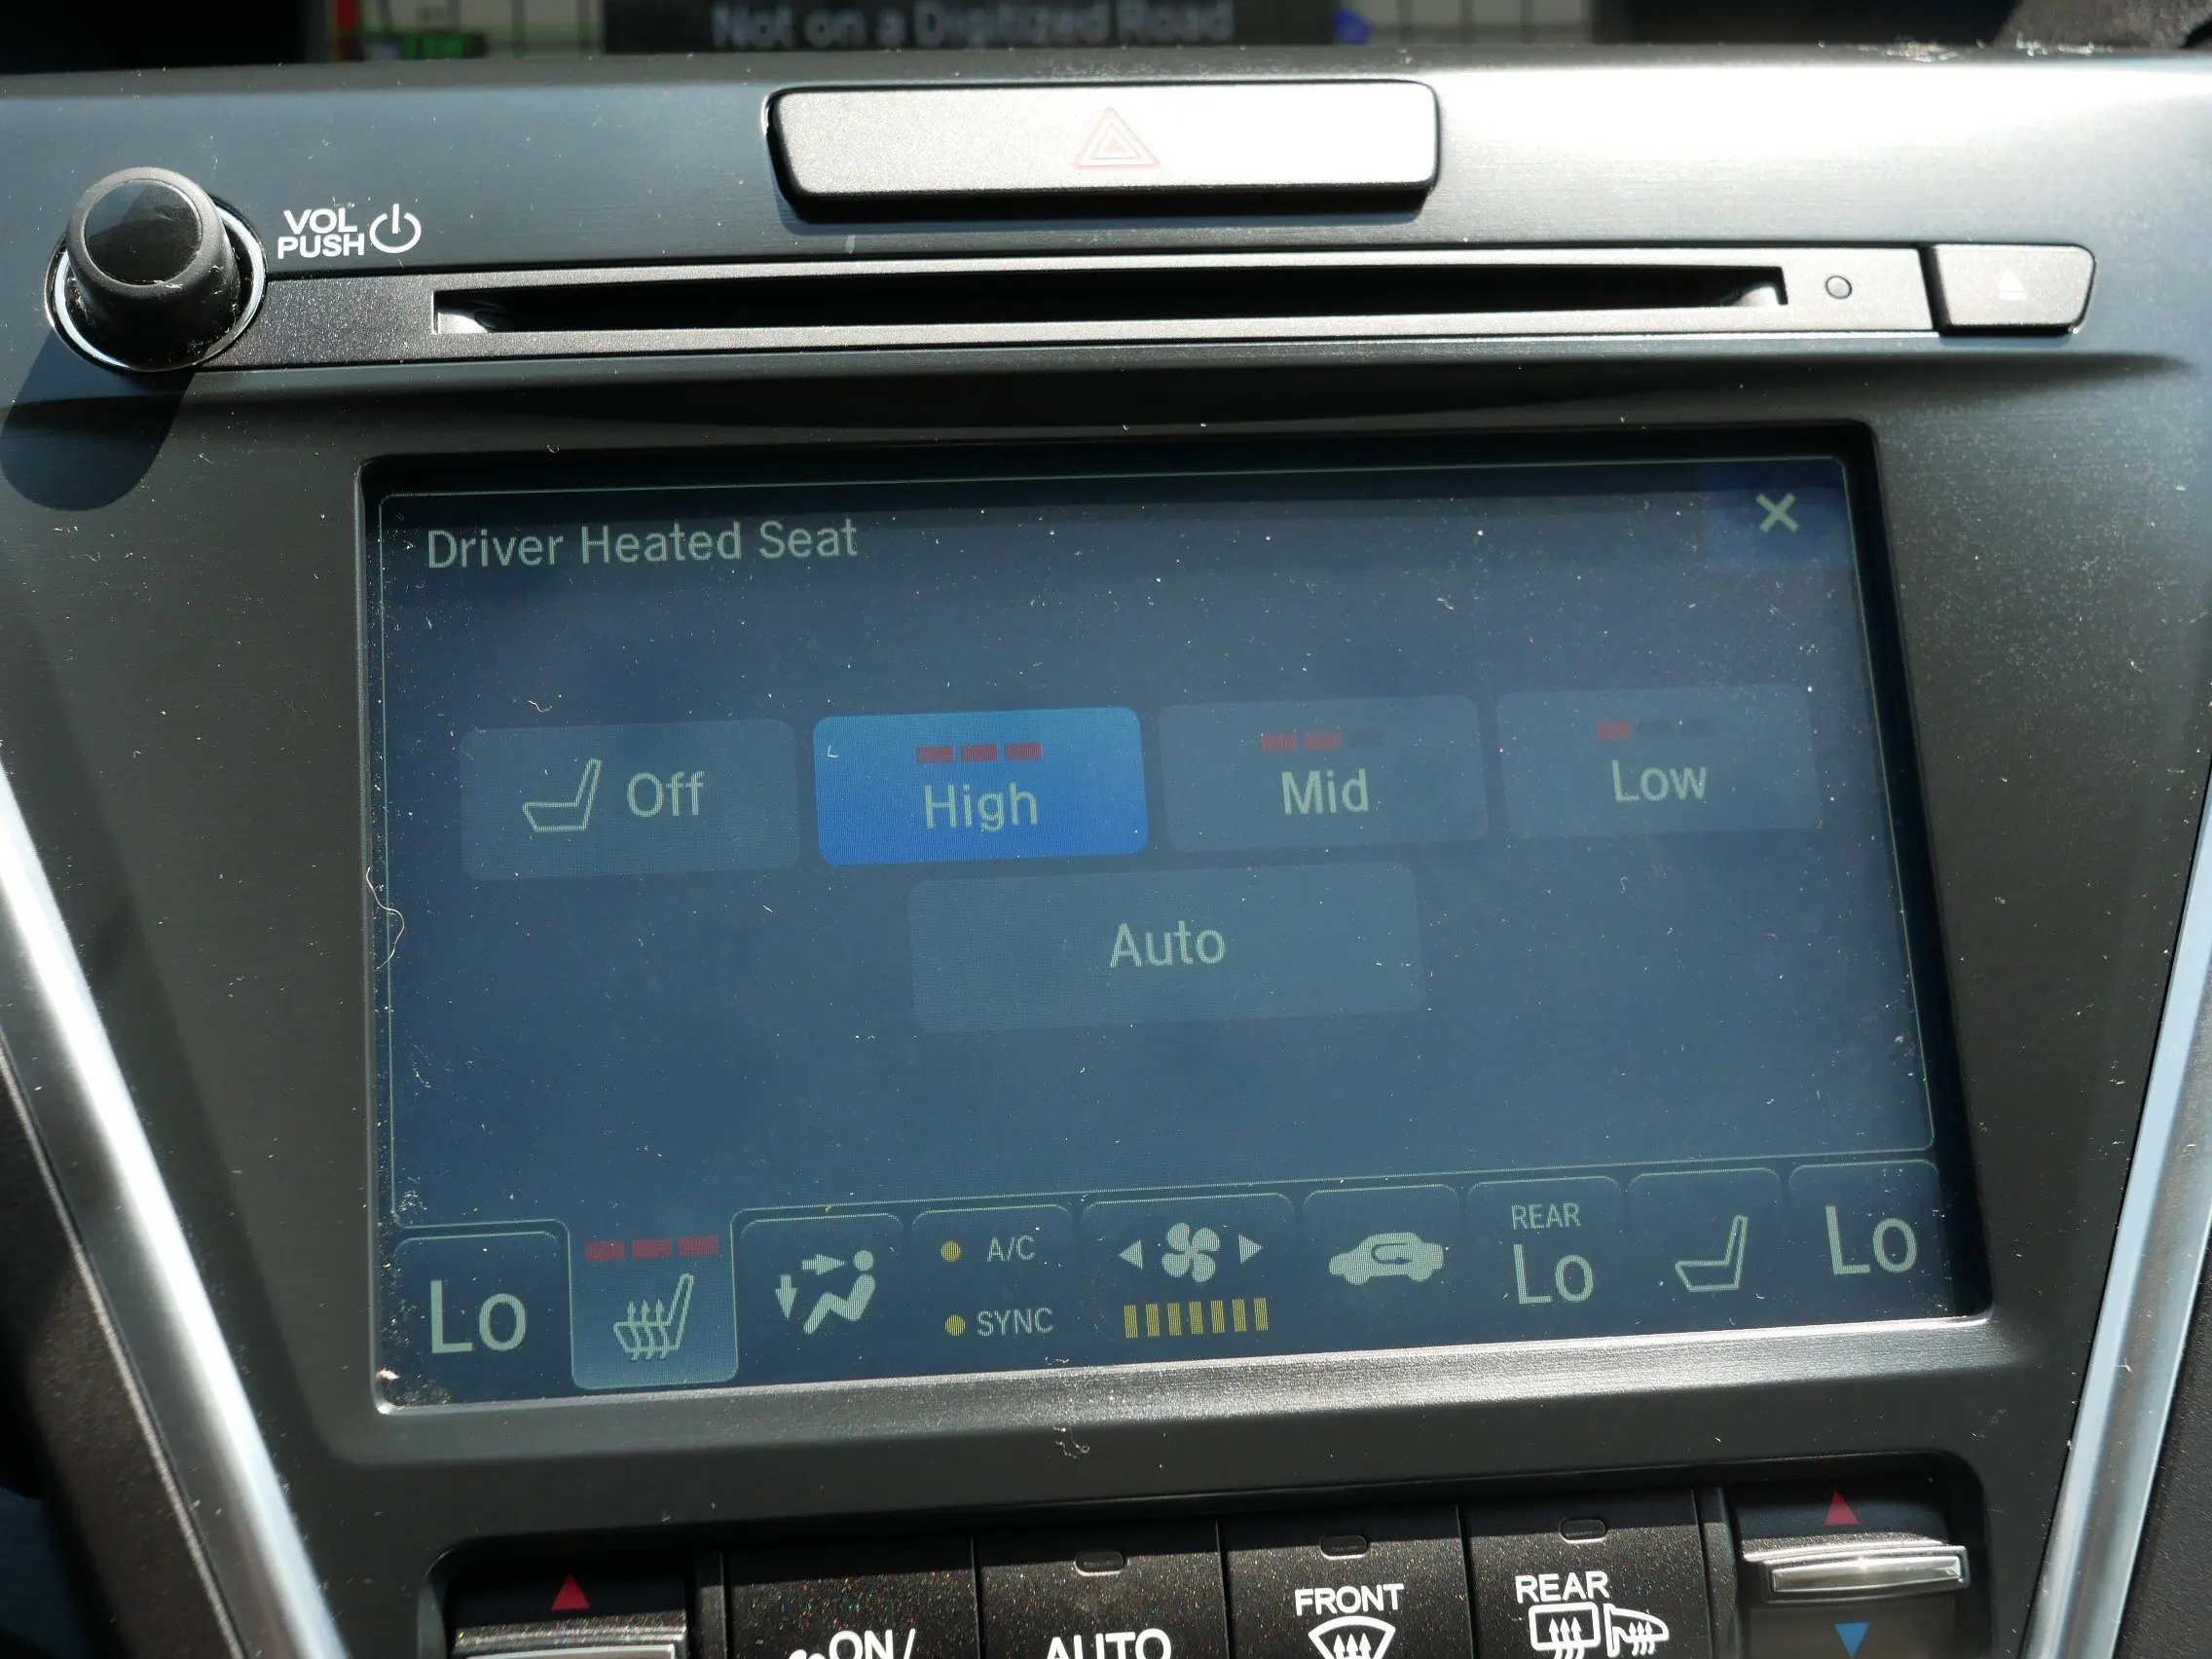 Not on a Digitized Road
VOL
PUSH
Driver Heated Seat
Off
High
Mid
Low
Auto
Lo
A/C
SYNC
REAR
Lo
Lo
ON/
AUTO
FRONT
REAR